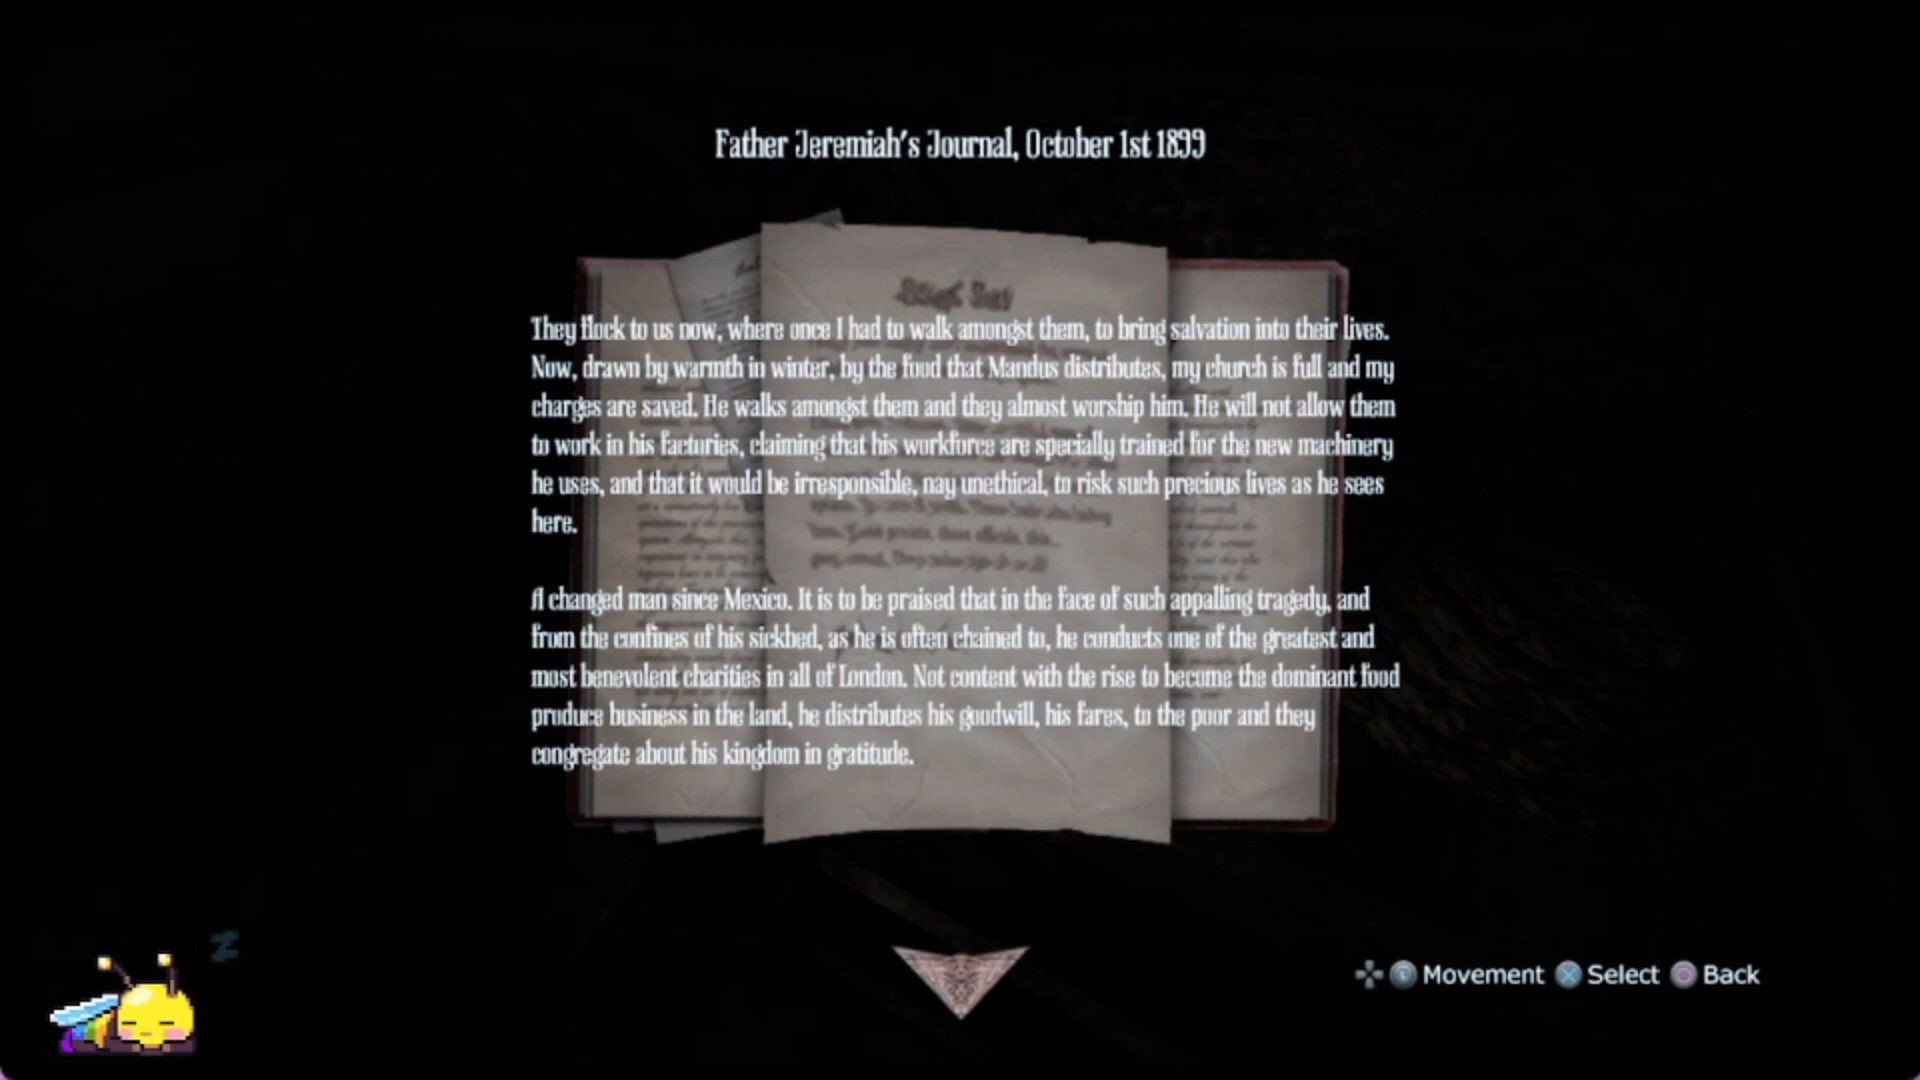 Father Jeremiah's Journal, October 1st 1899
They flock to us now, where once I had to walk amongst them, to bring salvation into their lives.
Now, drawn by warmth in winter, by the food that Mandus distributes, my church is full and my
charges are saved. He walks amongst them and they almost worship him. He will not allow them
to work in his factories, claiming that his workforce are specially trained for the new machinery
he uses, and that it would be irresponsible, nay unethical, to risk such precious lives as he sees
here.
A changed man since Mexico. It is to be praised that in the face of such appalling tragedy, and
from the confines of his sickbed, as he is often chained to, he conducts one of the greatest and
most benevolent charities in all of London. Not content with the rise to become the dominant food
produce business in the land, he distributes his goodwill, his fares, to the poor and they
congregate about his kingdom in gratitude.
Movement Select Back